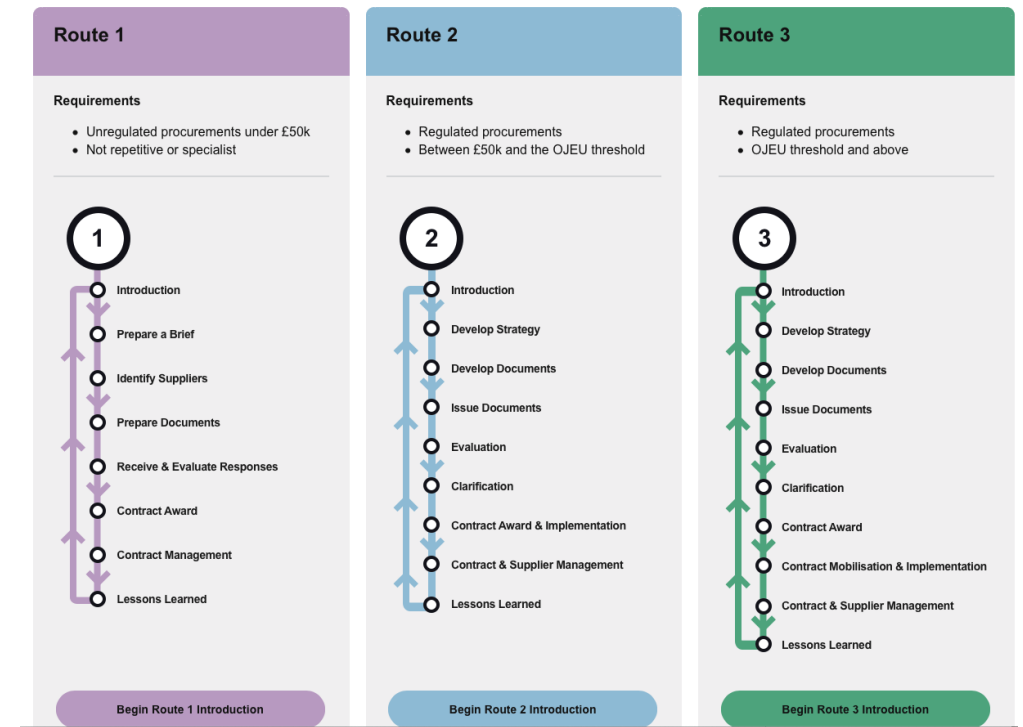 Route 1
Requirements
• Unregulated procurements under £50k
• Not repetitive or specialist
1
Introduction
Prepare a Brief
Identify Suppliers
Prepare Documents
Receive & Evaluate Responses
Contract Award
Contract Management
Lessons Learned
Begin Route 1 Introduction
Route 2
Requirements
• Regulated procurements
• Between £50k and the OJEU threshold
2
Introduction
Develop Strategy
Develop Documents
Issue Documents
Evaluation
Clarification
Contract Award & Implementation
Contract & Supplier Management
Lessons Learned
Begin Route 2 Introduction
Route 3
Requirements
• Regulated procurements
• OJEU threshold and above
3
Introduction
Develop Strategy
Develop Documents
Issue Documents
Evaluation
Clarification
Contract Award
Contract Mobilisation & Implementation
Contract & Supplier Management
Lessons Learned
Begin Route 3 Introduction